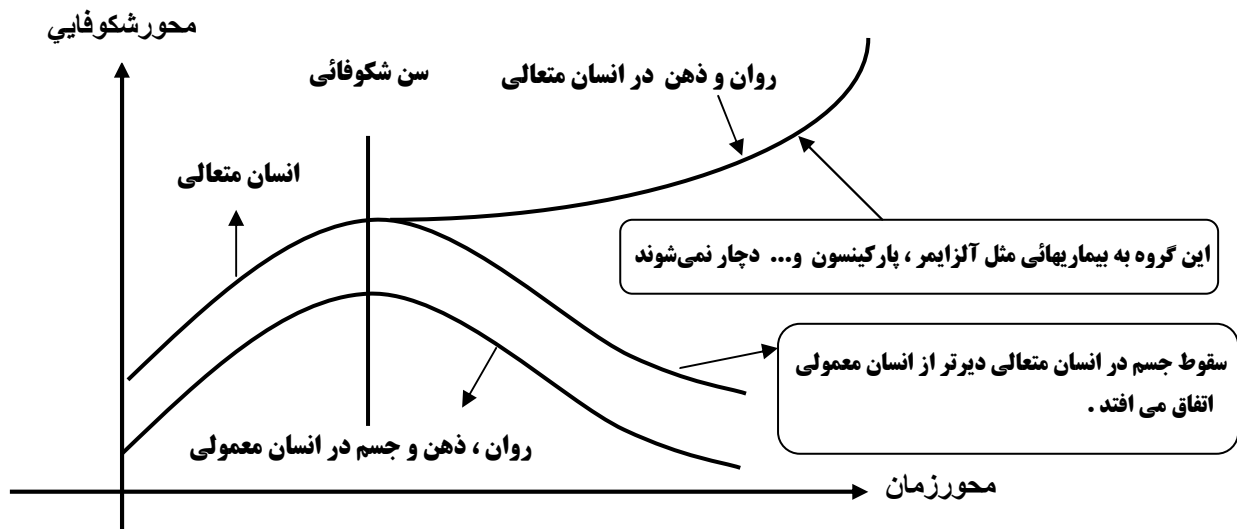 محورشکوفايي
سن شکوفائی
روان و ذهن در انسان متعالی
انسان متعالی
این گروه به بیماریهائی مثل آلزایمر ، پارکینسون و... دچار نمی‌شوند
سقوط جسم در انسان متعالی دیرتر از انسان معمولی
اتفاق می افتد .
روان ، ذهن و جسم در انسان معمولی
محورزمان